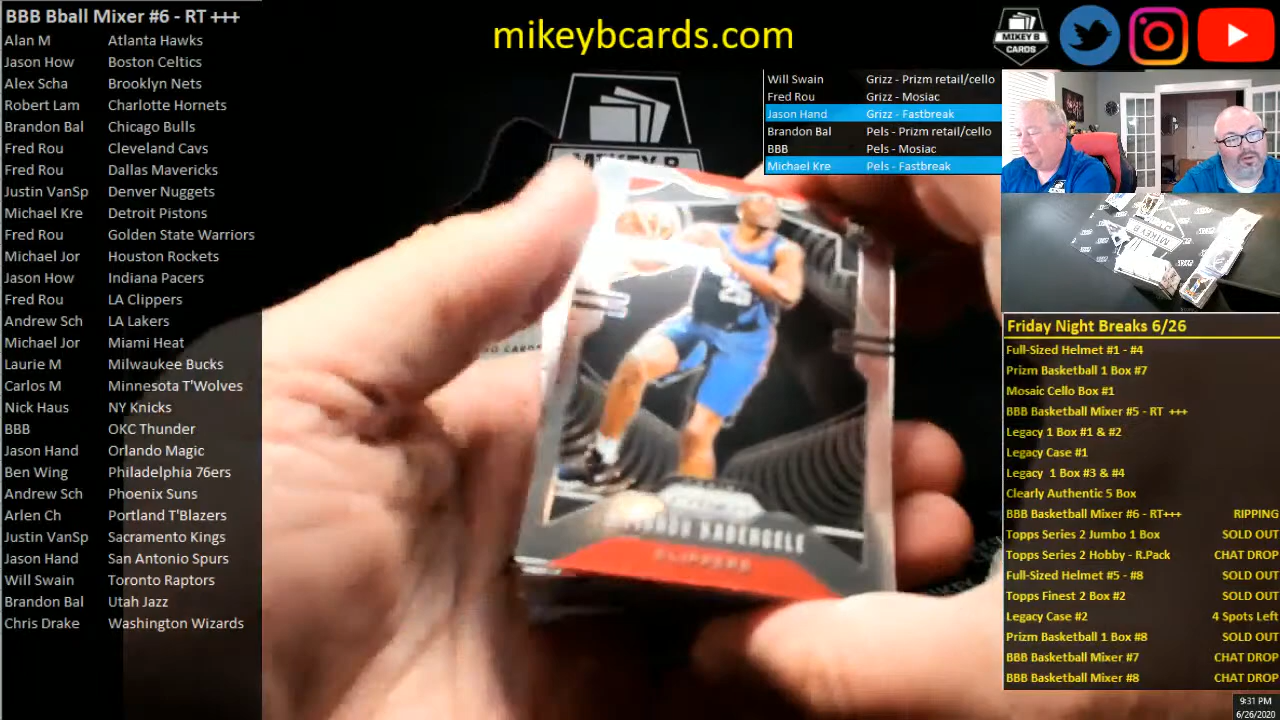 BBB Bball Mixer #6 - RT +++
Alan M Atlanta Hawks
Jason How Boston Celtics
Alex Scha Brooklyn Nets
Robert Lam Charlotte Hornets
Brandon Bal Chicago Bulls
Fred Rou Cleveland Cavs
Fred Rou Dallas Mavericks
Justin VanSp Denver Nuggets
Michael Kre Detroit Pistons
Fred Rou Golden State Warriors
Michael Jor Houston Rockets
Jason How Indiana Pacers
Fred Rou LA Clippers
Andrew Sch LA Lakers
Michael Jor Miami Heat
Laurie M Milwaukee Bucks
Carlos M Minnesota T'Wolves
Nick Haus NY Knicks
BBB OKC Thunder
Jason Hand Orlando Magic
Ben Wing Philadelphia 76ers
Andrew Sch Phoenix Suns
Arlen Ch Portland T'Blazers
Justin VanSp Sacramento Kings
Jason Hand San Antonio Spurs
Will Swain Toronto Raptors
Brandon Bal Utah Jazz
Chris Drake Washington Wizards
mikeybcards.com
MIKEY B
CARDS
Will Swain Grizz - Prizm retail/cello
Fred Rou Grizz - Mosiac
Jason Hand Grizz - Fastbreak
Brandon Bal Pels - Prizm retail/cello
BBB Pels - Mosiac
Michael Kre Pels - Fastbreak
MIKEY B
CLIPPERS
Friday Night Breaks 6/26
Full-Sized Helmet #1 - #4
Prizm Basketball 1 Box #7
Mosaic Cello Box #1
BBB Basketball Mixer #5 - RT +++
Legacy 1 Box #1 & #2
Legacy Case #1
Legacy 1 Box #3 & #4
Clearly Authentic 5 Box
BBB Basketball Mixer #6 - RT+++ RIPPING
Topps Series 2 Jumbo 1 Box SOLD OUT
Topps Series 2 Hobby - R.Pack CHAT DROP
Full-Sized Helmet #5 - #8 SOLD OUT
Topps Finest 2 Box #2 SOLD OUT
Legacy Case #2 4 Spots Left
Prizm Basketball 1 Box #8 SOLD OUT
BBB Basketball Mixer #7 CHAT DROP
BBB Basketball Mixer #8 CHAT DROP
9:31 PM
6/26/2020